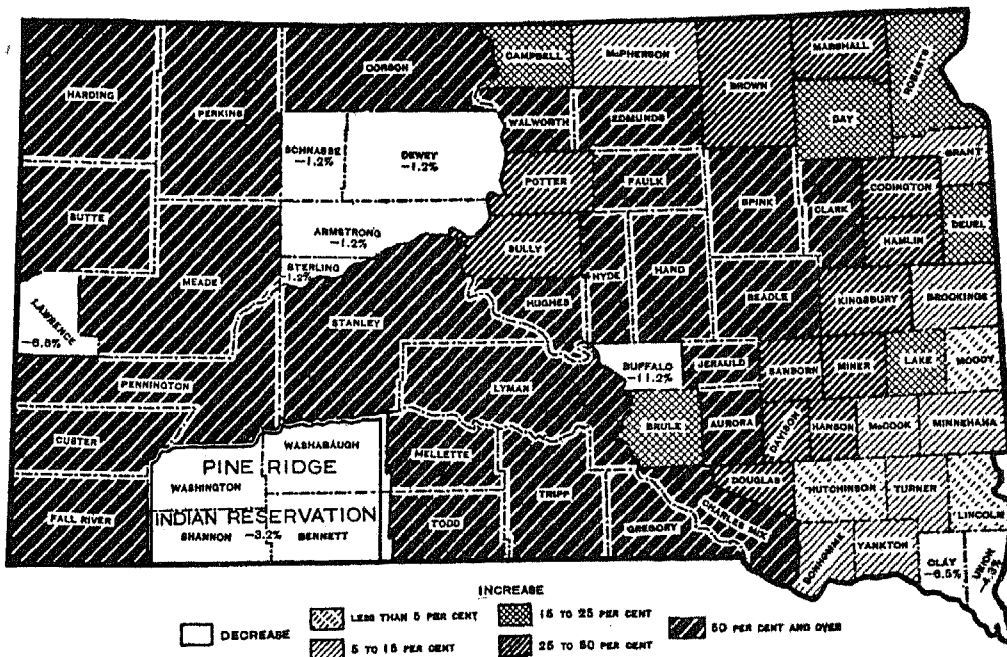 CAMPBELL
McPHERSON
MARSHALL
ROBERTS
CORSON
BROWN
HARDING
PERKINS
DAY
WALWORTH
EDMUNDS
SCHNASSE
-1.2%
DEWEY
-1.2%
GRANT
POTTER
FAULK
SPINK
CODINGTON
CLARK
DEUEL
BUTTE
ARMSTRONG
-1.2%
SULLY
HAMLIN
STERLING
-1.2%
MEADE
HYDE
HAND
HUGHES
BEADLE
KINGSBURY
BROOKINGS
LAWRENCE
-6.8%
STANLEY
BUFFALO
-11.2%
JERAULD
SANBORN
MINER
LAKE
MOODY
PENNINGTON
LYMAN
CUSTER
BRULE
AURORA
DAVISON
HANSON
McCOOK
MINNEHAHA
WASHABAUGH
MELLETTE
PINE RIDGE
WASHINGTON
DOUGLAS
HUTCHINSON
TURNER
TRIPP
LINCOLN
FALL RIVER
INDIAN RESERVATION
SHANNON
-3.2%
BENNETT
TODD
GREGORY
CHARLES MIX
BONHOMME
YANKTON
CLAY
-6.5%
UNION
INCREASE
DECREASE
LESS THAN 5 PER CENT
15 TO 25 PER CENT
50 PER CENT AND OVER
5 TO 15 PER CENT
25 TO 50 PER CENT